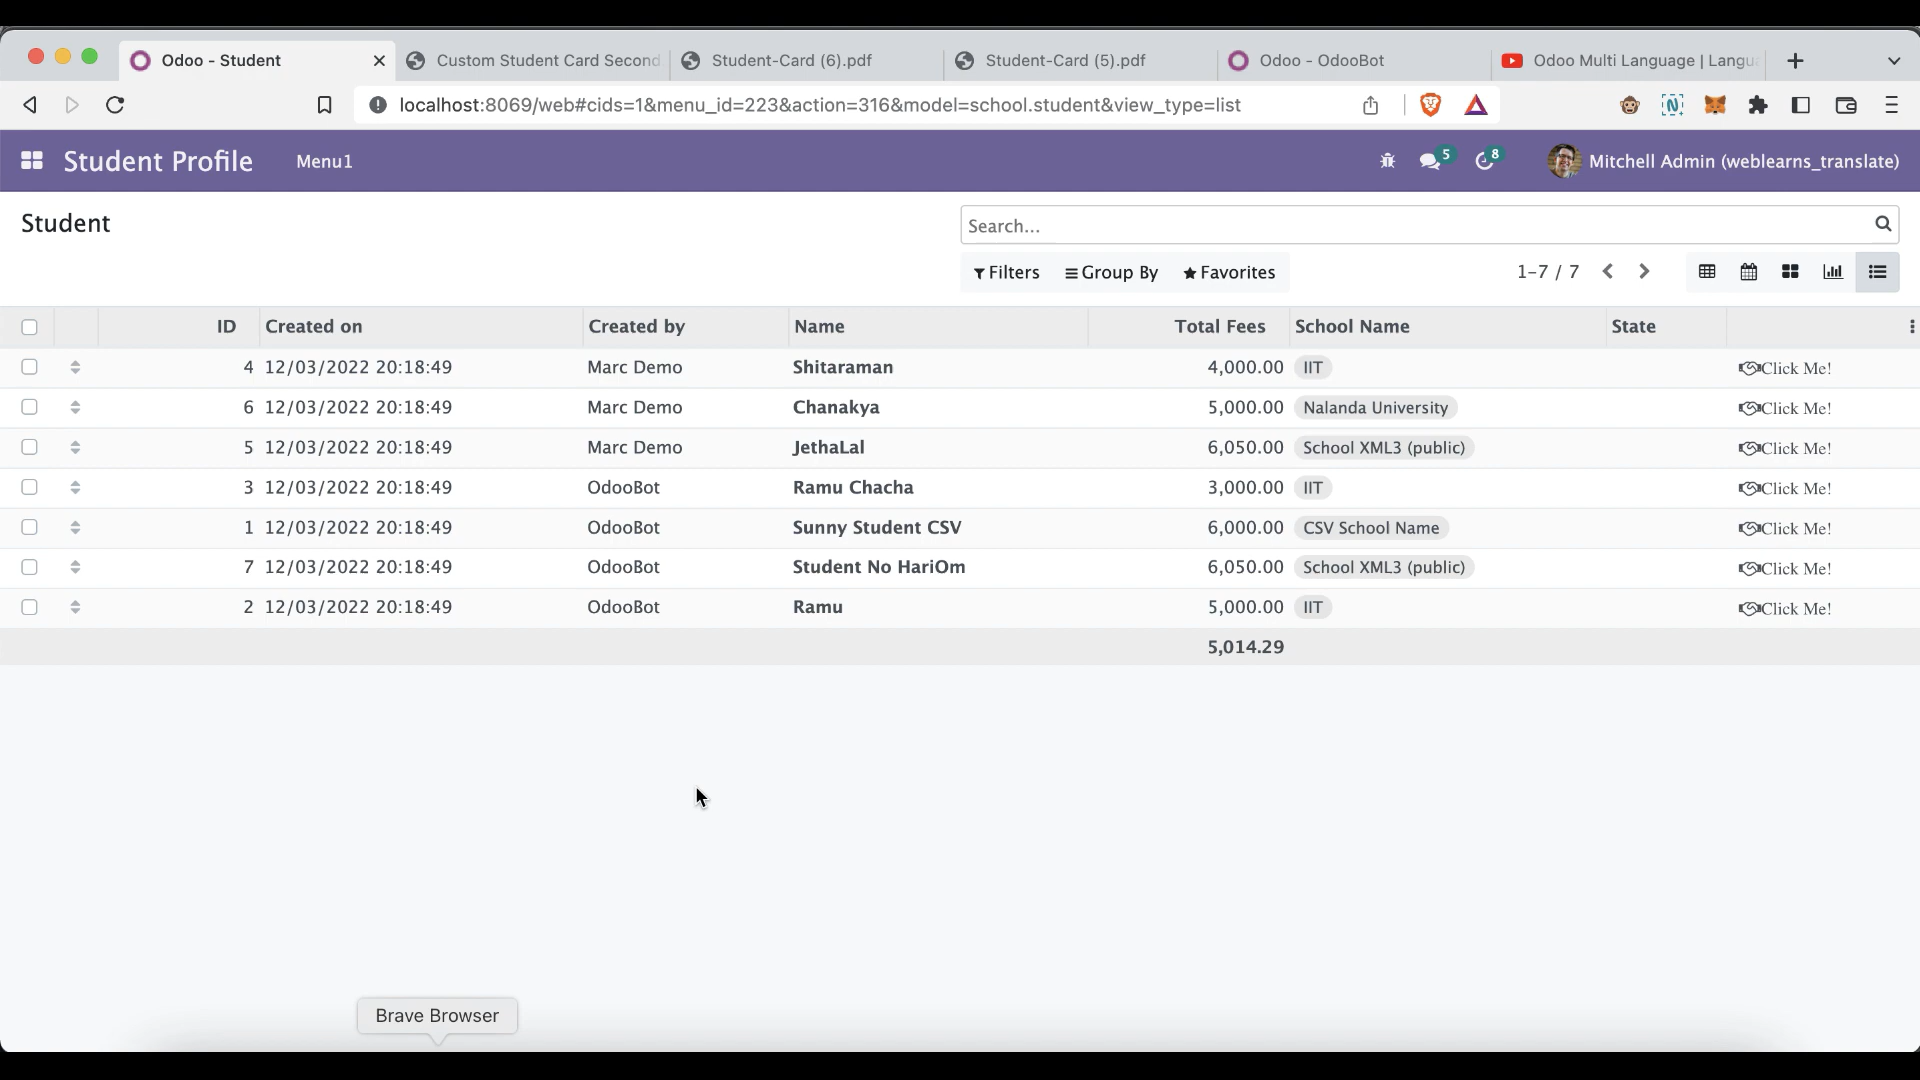 Odoo - Student
Custom Student Card Second
Student-Card (6).pdf
Student-Card (5).pdf
Odoo - OdooBot
Odoo Multi Language | Langu
localhost:8069/web#cids=1&menu_id=223&action=316&model=school.student&view_type=list
Student Profile Menu1 5 8 Mitchell Admin (weblearns_translate)
Student
Search...
Filters Group By Favorites 1-7 / 7
ID Created on Created by Name Total Fees School Name State
4 12/03/2022 20:18:49 Marc Demo Shitaraman 4,000.00 IIT Click Me!
6 12/03/2022 20:18:49 Marc Demo Chanakya 5,000.00 Nalanda University Click Me!
5 12/03/2022 20:18:49 Marc Demo JethaLal 6,050.00 School XML3 (public) Click Me!
3 12/03/2022 20:18:49 OdooBot Ramu Chacha 3,000.00 IIT Click Me!
1 12/03/2022 20:18:49 OdooBot Sunny Student CSV 6,000.00 CSV School Name Click Me!
7 12/03/2022 20:18:49 OdooBot Student No HariOm 6,050.00 School XML3 (public) Click Me!
2 12/03/2022 20:18:49 OdooBot Ramu 5,000.00 IIT Click Me!
5,014.29
Brave Browser